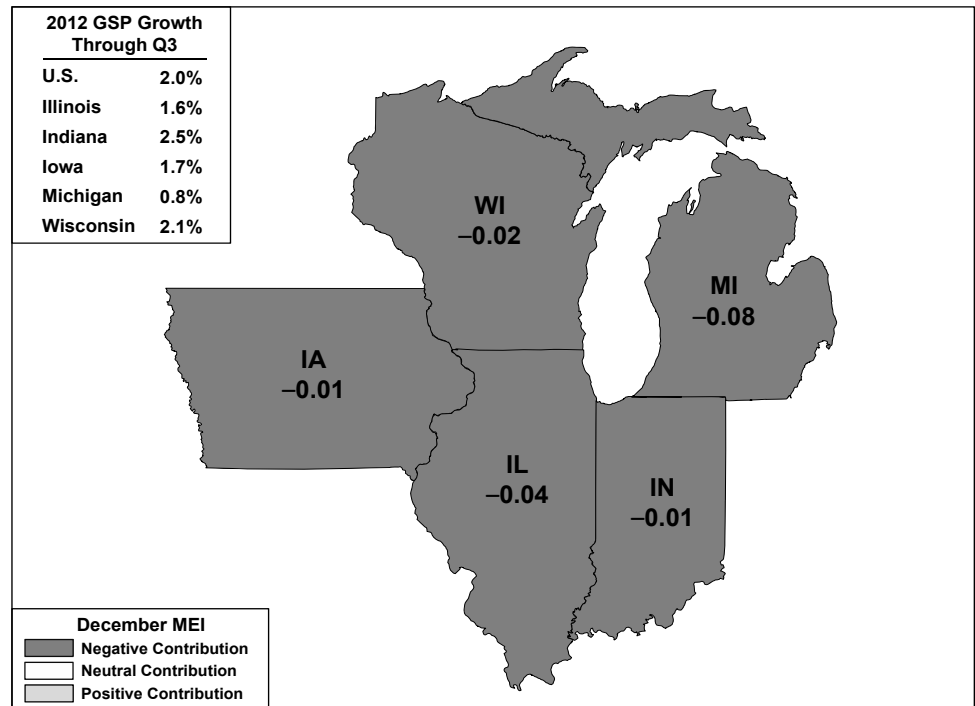 2012 GSP Growth
Through Q3
U.S. 2.0%
Illinois 1.6%
Indiana 2.5%
Iowa 1.7%
Michigan 0.8%
Wisconsin 2.1%
WI
–0.02
MI
–0.08
IA
–0.01
IL
–0.04
IN
–0.01
December MEI
Negative Contribution
Neutral Contribution
Positive Contribution